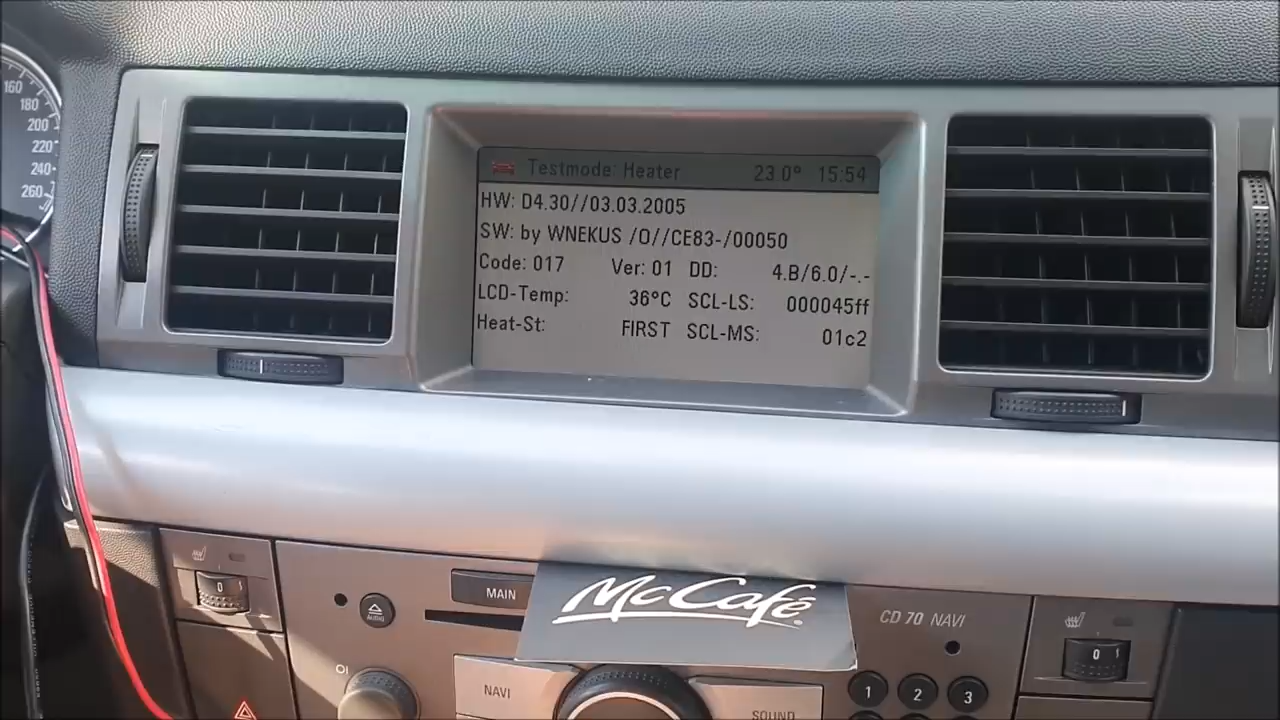 160
180
200
220
240
260
Testmode: Heater 23.0° 15:54
HW: D4.30//03.03.2005
SW: by WNEKUS /0//CE83-/00050
Code: 017 Ver: 01 DD: 4.B/6.0/-.-
LCD-Temp: 36°C SCL-LS: 000045ff
Heat-St: FIRST SCL-MS: 01c2
0
AUDIO
MAIN
McCafé®
CD 70 NAVI
0 1
NAVI
SOUND
1 2 3